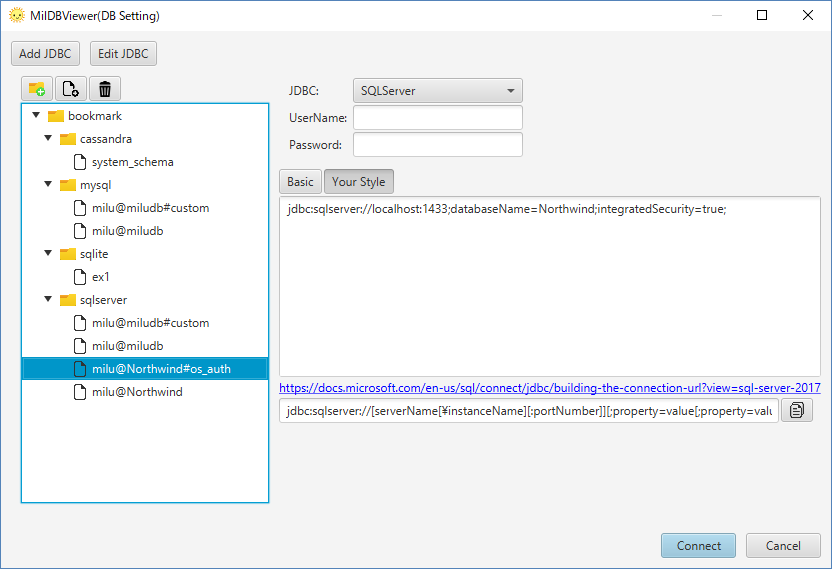 MilDBViewer(DB Setting)
Add JDBC
Edit JDBC
bookmark
cassandra
system_schema
mysql
milu@miludb#custom
milu@miludb
sqlite
ex1
sqlserver
milu@miludb#custom
milu@miludb
milu@Northwind#os_auth
milu@Northwind
JDBC:
SQLServer
UserName:
Password:
Basic
Your Style
jdbc:sqlserver://localhost:1433;databaseName=Northwind;integratedSecurity=true;
https://docs.microsoft.com/en-us/sql/connect/jdbc/building-the-connection-url?view=sql-server-2017
jdbc:sqlserver://[serverName[¥instanceName][:portNumber]][;property=value[;property=valu
Connect
Cancel